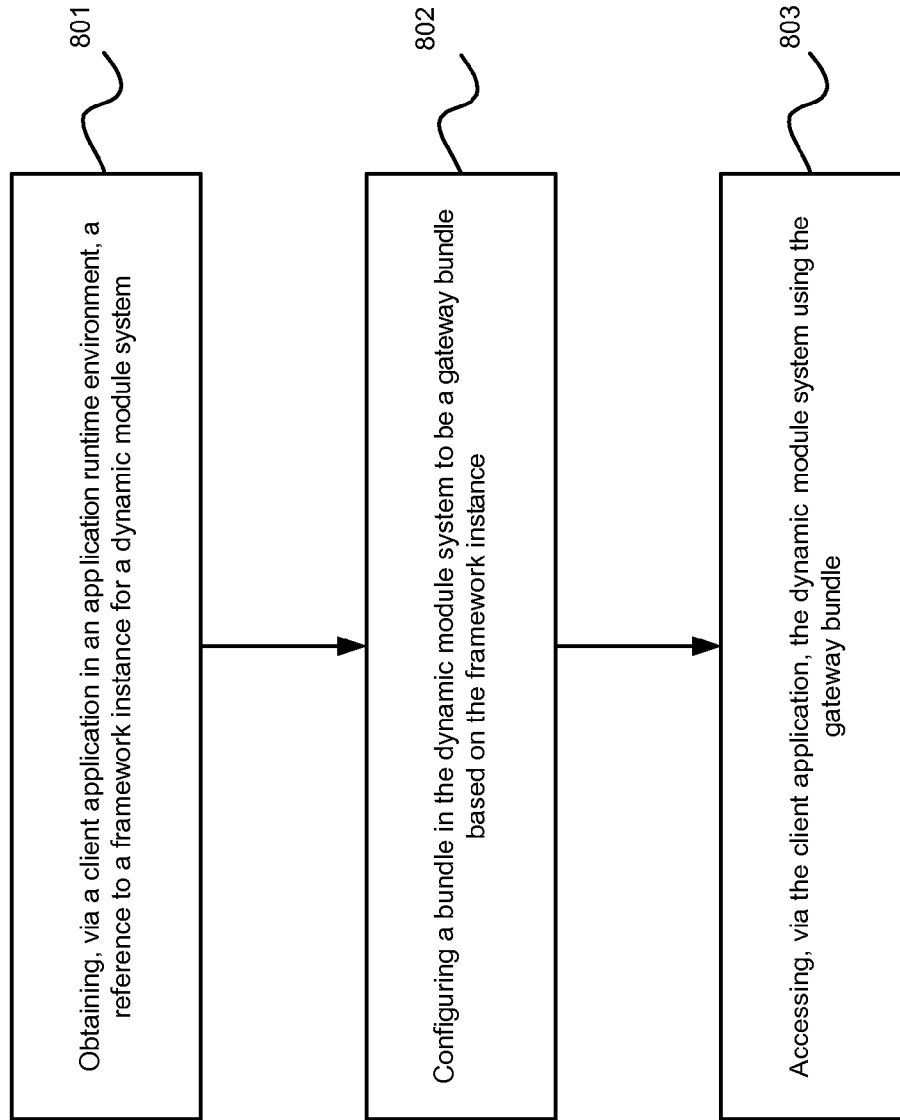 Obtaining, via a client application in an application runtime environment, a
reference to a framework instance for a dynamic module system
801
Configuring a bundle in the dynamic module system to be a gateway bundle
based on the framework instance
802
Accessing, via the client application, the dynamic module system using the
gateway bundle
803